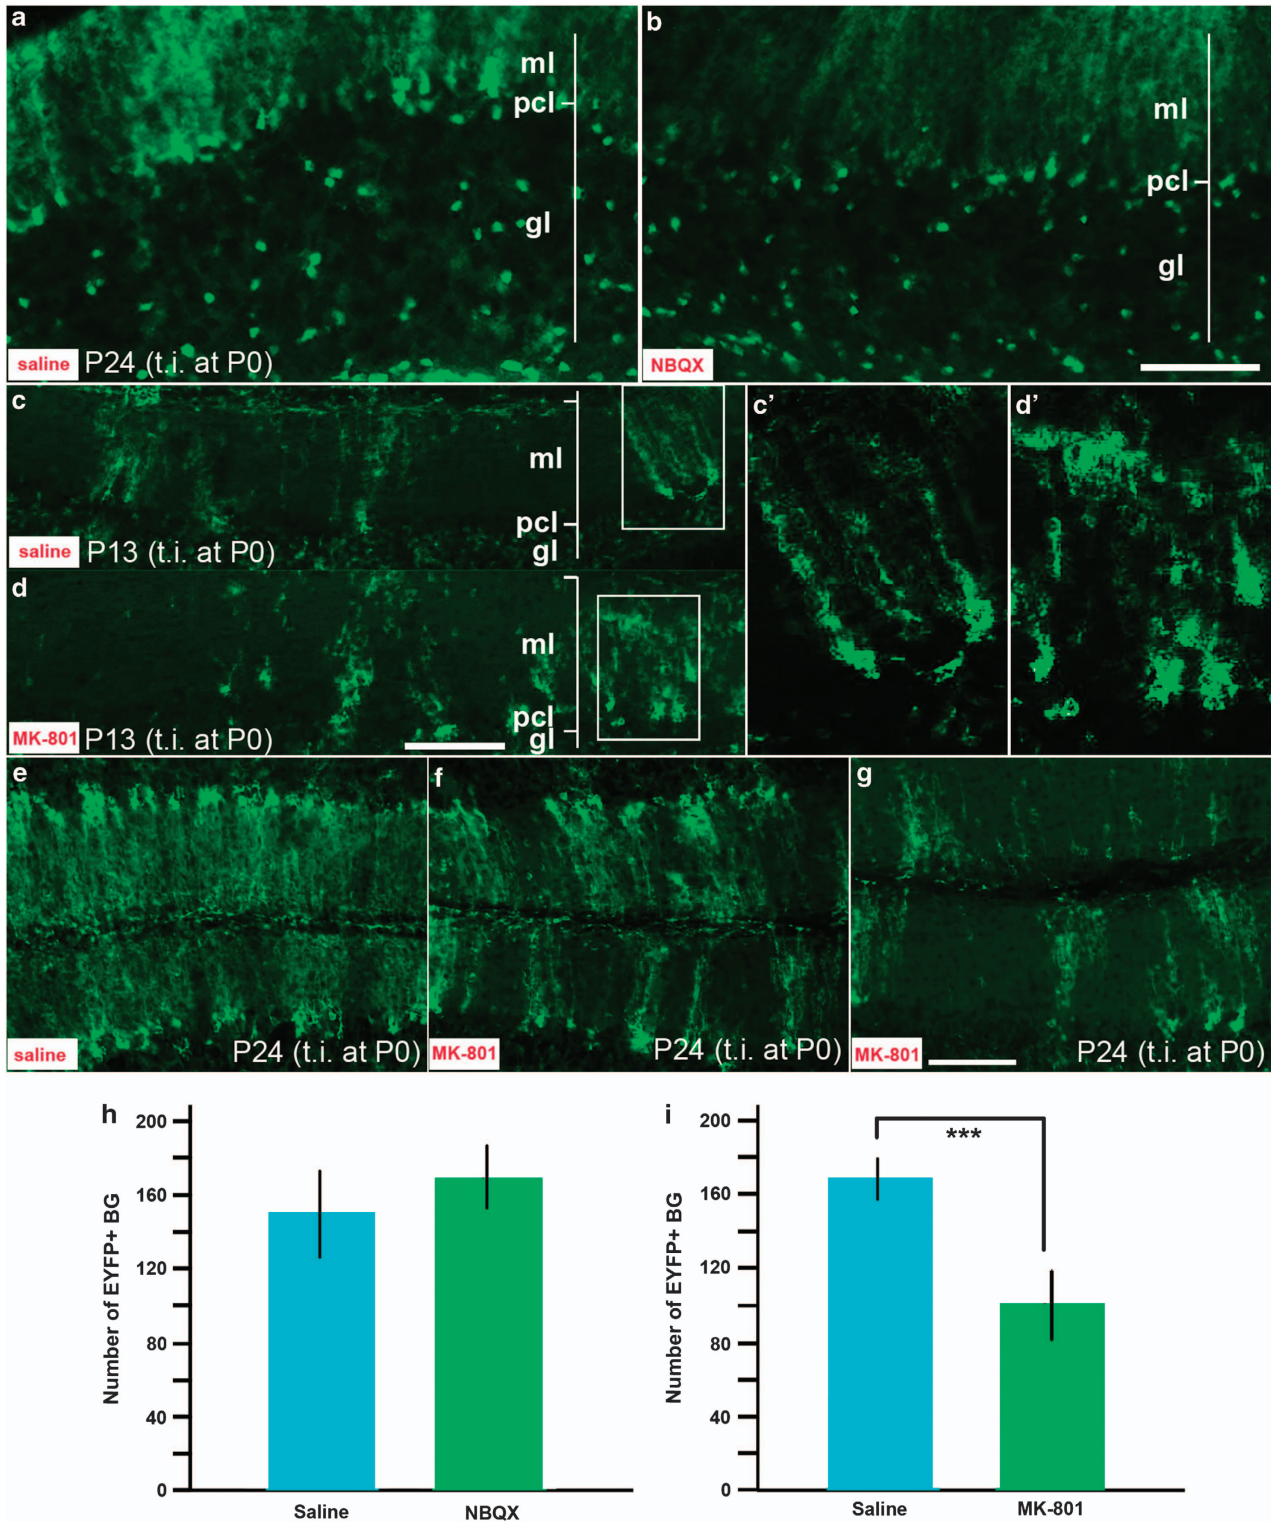 a
ml
pcl
gl
saline P24 (t.i. at P0)
b
ml
pcl
gl
NBQX
c
ml
pcl
gl
saline P13 (t.i. at P0)
d
ml
pcl
gl
MK-801 P13 (t.i. at P0)
c’
d’
e
saline P24 (t.i. at P0)
f
MK-801 P24 (t.i. at P0)
g
MK-801 P24 (t.i. at P0)
h
Number of EYFP+ BG
200
160
120
80
40
0
Saline NBQX
i
Number of EYFP+ BG
200
160
120
80
40
0
***
Saline MK-801